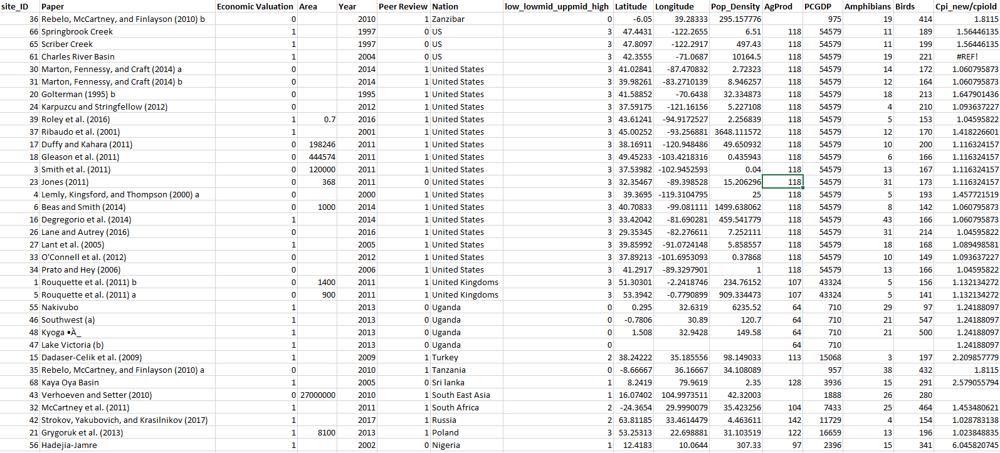 site_ID Paper Economic Valuation Area Year Peer Review Nation low_lowmid_uppmid_high Latitude Longitude Pop_Density AgProd PCGDP Amphibians Birds Cpi_new/cpiold
36 Rebelo, McCartney, and Finlayson (2010) b 0 2010 1 Zanzibar 0 -6.05 39.28333 295.157776 975 19 414 1.8115
66 Springbrook Creek 1 1997 0 US 3 47.4431 -122.2655 6.51 118 54579 11 189 1.56446135
65 Scriber Creek 1 1997 0 US 3 47.8097 -122.2917 497.43 118 54579 11 199 1.56446135
61 Charles River Basin 1 2004 0 US 3 42.3555 -71.0687 10164.5 118 54579 19 221 #REF!
30 Marton, Fennessy, and Craft (2014) a 0 2014 1 United States 3 41.02841 -87.470832 2.72323 118 54579 14 172 1.060795873
31 Marton, Fennessy, and Craft (2014) b 0 2014 1 United States 3 39.98261 -83.2710139 8.946257 118 54579 12 164 1.060795873
20 Golterman (1995) b 0 1995 1 United States 3 41.58852 -70.6438 32.334873 118 54579 18 213 1.647901436
24 Karpuzcu and Stringfellow (2012) 0 2012 1 United States 3 37.59175 -121.16156 5.227108 118 54579 4 210 1.093637227
39 Roley et al. (2016) 1 0.7 2016 1 United States 3 43.61241 -94.9172527 2.256839 118 54579 5 153 1.04595822
37 Ribaudo et al. (2001) 1 2001 1 United States 3 45.00252 -93.256881 3648.111572 118 54579 12 170 1.418226601
17 Duffy and Kahara (2011) 0 198246 2011 1 United States 3 38.16911 -120.948486 49.650932 118 54579 10 200 1.116324157
18 Gleason et al. (2011) 0 444574 2011 1 United States 3 49.45233 -103.4218316 0.435943 118 54579 6 166 1.116324157
3 Smith et al. (2011) 0 120000 2011 1 United States 3 37.53982 -102.9452593 0.04 118 54579 13 167 1.116324157
23 Jones (2011) 0 368 2011 0 United States 3 32.35467 -89.398528 15.206296 118 54579 31 173 1.116324157
4 Lemly, Kingsford, and Thompson (2000) a 0 2000 1 United States 3 39.3695 -119.3104795 25 118 54579 5 193 1.457721519
6 Beas and Smith (2014) 0 1000 2014 1 United States 3 40.70833 -99.081111 1499.638062 118 54579 8 142 1.060795873
16 Degregorio et al. (2014) 1 2014 1 United States 3 33.42042 -81.690281 459.541779 118 54579 43 166 1.060795873
26 Lane and Autrey (2016) 0 2016 1 United States 3 29.35345 -82.276611 7.252111 118 54579 31 214 1.04595822
27 Lant et al. (2005) 1 2005 1 United States 3 39.85992 -91.0724148 5.858557 118 54579 18 168 1.089498581
33 O'Connell et al. (2012) 0 2012 1 United States 3 37.89213 -101.6953093 0.37868 118 54579 10 149 1.093637227
34 Prato and Hey (2006) 0 2006 1 United States 3 41.2917 -89.3297901 1 118 54579 13 166 1.04595822
1 Rouquette et al. (2011) b 0 1400 2011 1 United Kingdoms 3 51.30301 -2.2418746 234.76152 107 43324 5 156 1.132134272
5 Rouquette et al. (2011) a 0 900 2011 1 United Kingdoms 3 53.3942 -0.7790899 909.334473 107 43324 5 141 1.132134272
55 Nakivubo 1 2013 0 Uganda 0 0.295 32.6319 6235.52 64 710 29 97 1.24188097
46 Southwest (a) 1 2013 0 Uganda 0 -0.7806 30.89 120.7 64 710 21 547 1.24188097
48 Kyoga •À_ 1 2013 0 Uganda 0 1.508 32.9428 149.58 64 710 21 500 1.24188097
47 Lake Victoria (b) 1 2013 0 Uganda 0 64 710 1.24188097
15 Dadaser-Celik et al. (2009) 1 2009 1 Turkey 2 38.24222 35.185556 98.149033 113 15068 3 197 2.209857779
35 Rebelo, McCartney, and Finlayson (2010) a 0 2010 1 Tanzania 0 -8.66667 36.16667 34.108089 957 38 432 1.8115
68 Kaya Oya Basin 1 2005 0 Sri lanka 1 8.2419 79.9619 2.35 128 3936 15 291 2.579055794
43 Verhoeven and Setter (2010) 0 27000000 2010 1 South East Asia 1 16.07402 104.9973511 42.32003 1888 26 280
32 McCartney et al. (2011) 1 2011 1 South Africa 2 -24.3654 29.9990079 35.423256 104 7433 25 464 1.453480621
42 Strokov, Yakubovich, and Krasilnikov (2017) 1 2017 1 Russia 2 63.81185 33.4614479 4.463611 142 11729 4 154 1.028783138
21 Grygoruk et al. (2013) 1 8100 2013 1 Poland 3 53.25313 22.698881 31.103519 122 16659 13 196 1.023848835
56 Hadejia-Jamre 1 2002 0 Nigeria 1 12.4183 10.0644 307.33 97 2396 15 341 6.045820745